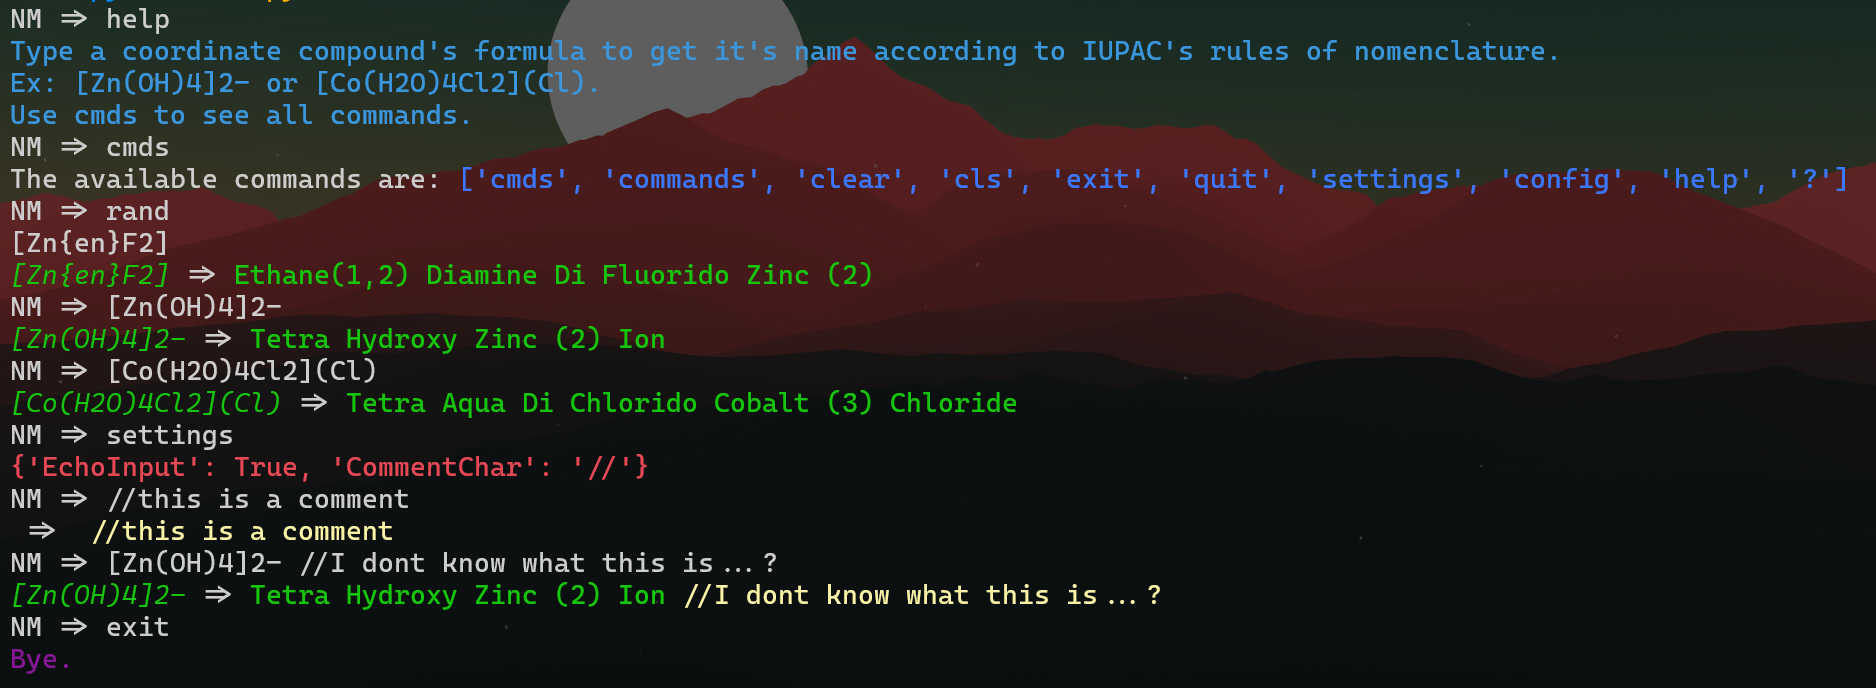 NM => help
Type a coordinate compound's formula to get it's name according to IUPAC's rules of nomenclature.
Ex: [Zn(OH)4]2- or [Co(H2O)4Cl2](Cl).
Use cmds to see all commands.
NM => cmds
The available commands are: ['cmds', 'commands', 'clear', 'cls', 'exit', 'quit', 'settings', 'config', 'help', '?']
NM => rand
[Zn{en}F2]
[Zn{en}F2] => Ethane(1,2) Diamine Di Fluorido Zinc (2)
NM => [Zn(OH)4]2-
[Zn(OH)4]2- => Tetra Hydroxy Zinc (2) Ion
NM => [Co(H2O)4Cl2](Cl)
[Co(H2O)4Cl2](Cl) => Tetra Aqua Di Chlorido Cobalt (3) Chloride
NM => settings
{'EchoInput': True, 'CommentChar': '//'}
NM => //this is a comment
=> //this is a comment
NM => [Zn(OH)4]2- //I dont know what this is...?
[Zn(OH)4]2- => Tetra Hydroxy Zinc (2) Ion //I dont know what this is...?
NM => exit
Bye.